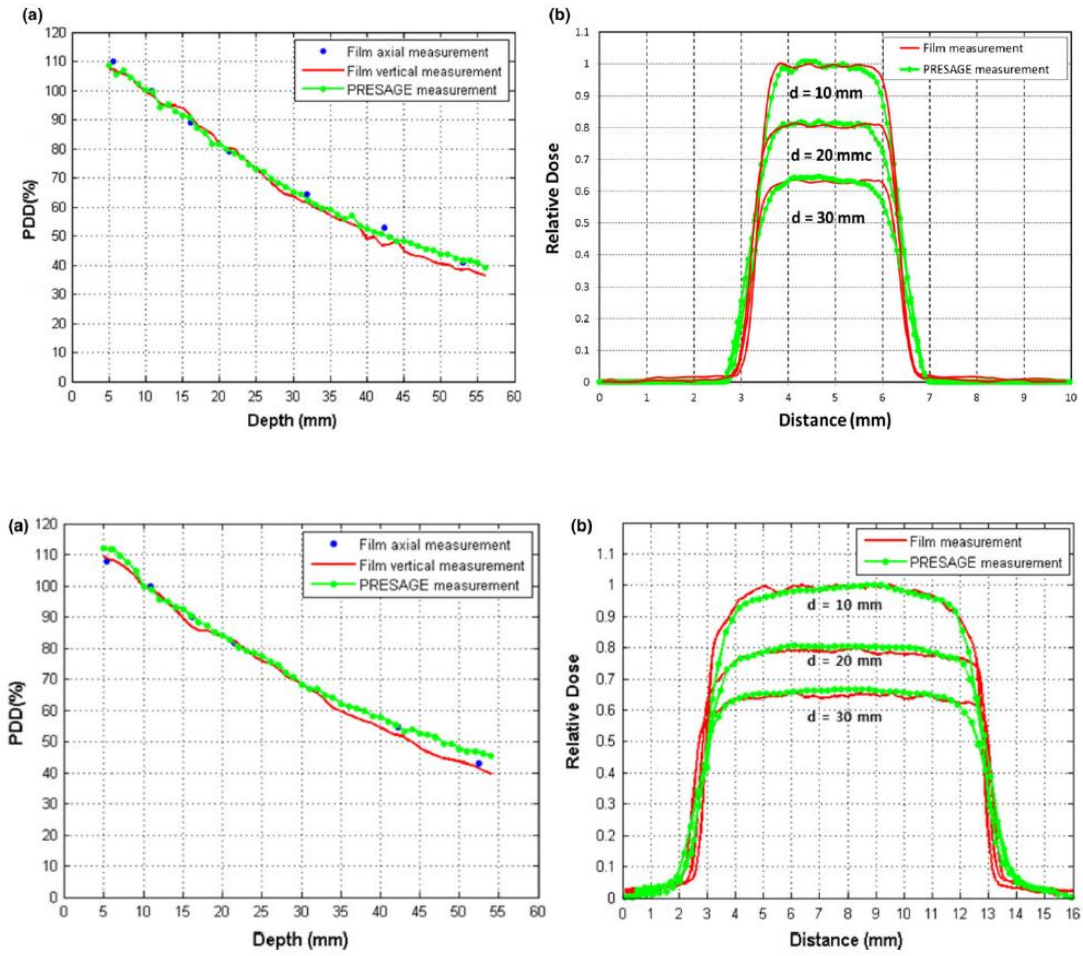 (a)
PDD(%)
120
110
100
90
80
70
60
50
40
30
20
10
0
Film axial measurement
Film vertical measurement
PRESAGE measurement
0 5 10 15 20 25 30 35 40 45 50 55 60
Depth (mm)
(b)
Relative Dose
1.1
1
0.9
0.8
0.7
0.6
0.5
0.4
0.3
0.2
0.1
0
Film measurement
PRESAGE measurement
d = 10 mm
d = 20 mmc
d = 30 mm
0 1 2 3 4 5 6 7 8 9 10
Distance (mm)
(a)
PDD(%)
120
110
100
90
80
70
60
50
40
30
20
10
0
Film axial measurement
Film vertical measurement
PRESAGE measurement
0 5 10 15 20 25 30 35 40 45 50 55 60
Depth (mm)
(b)
Relative Dose
1.1
1
0.9
0.8
0.7
0.6
0.5
0.4
0.3
0.2
0.1
0
Film measurement
PRESAGE measurement
d = 10 mm
d = 20 mm
d = 30 mm
0 1 2 3 4 5 6 7 8 9 10 11 12 13 14 15 16
Distance (mm)